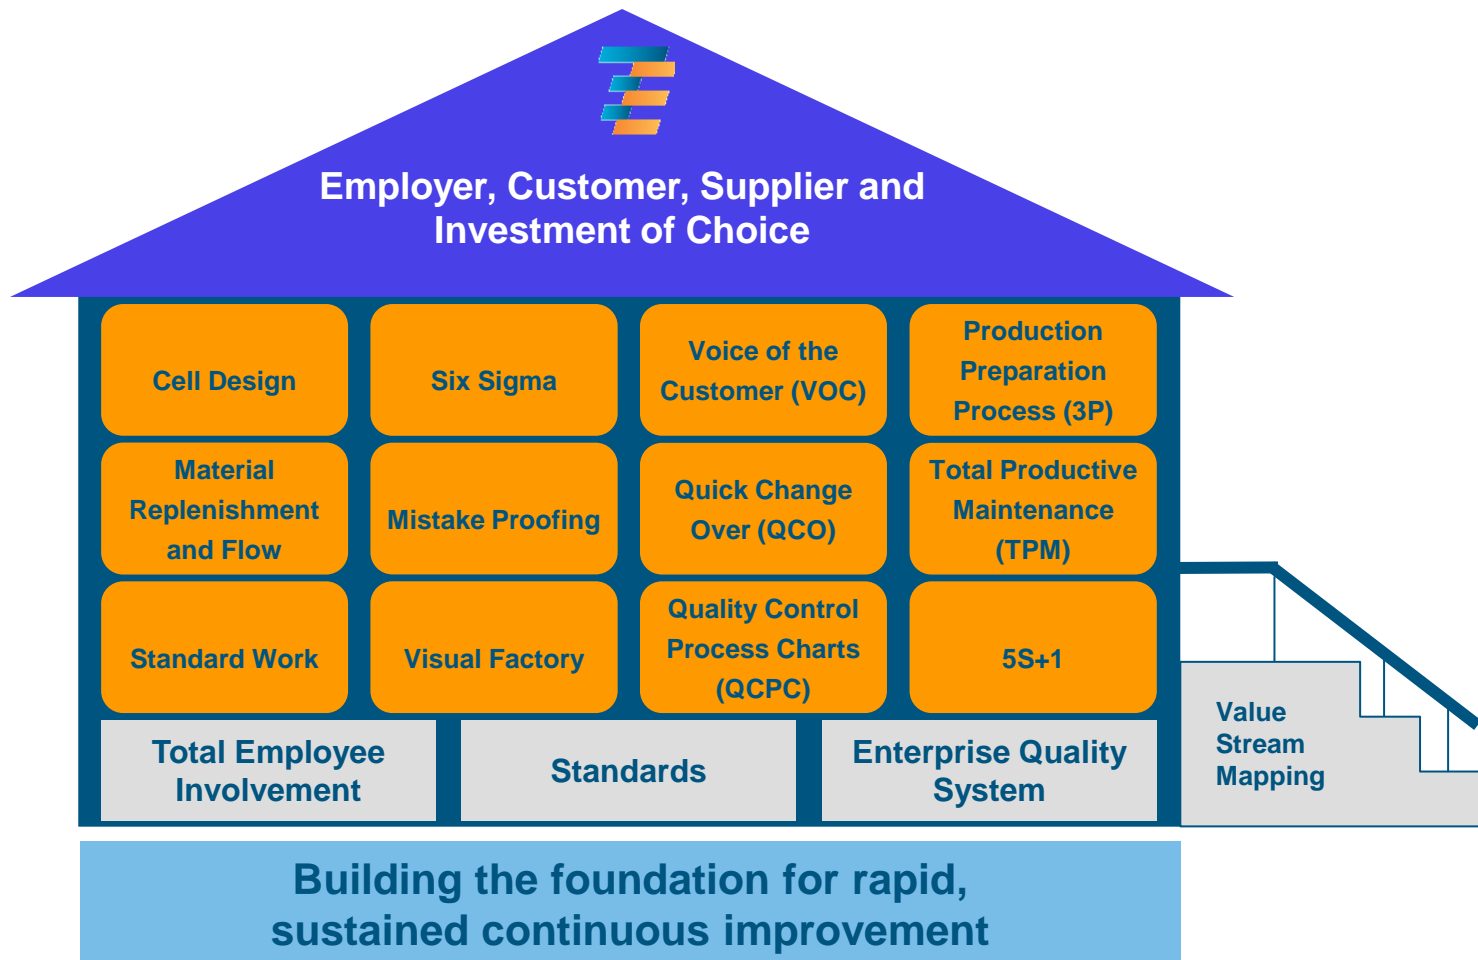 Employer, Customer, Supplier and
Investment of Choice
Cell Design
Six Sigma
Voice of the
Customer (VOC)
Production
Preparation
Process (3P)
Material
Replenishment
and Flow
Mistake Proofing
Quick Change
Over (QCO)
Total Productive
Maintenance
(TPM)
Standard Work
Visual Factory
Quality Control
Process Charts
(QCPC)
5S+1
Total Employee
Involvement
Standards
Enterprise Quality
System
Value
Stream
Mapping
Building the foundation for rapid,
sustained continuous improvement